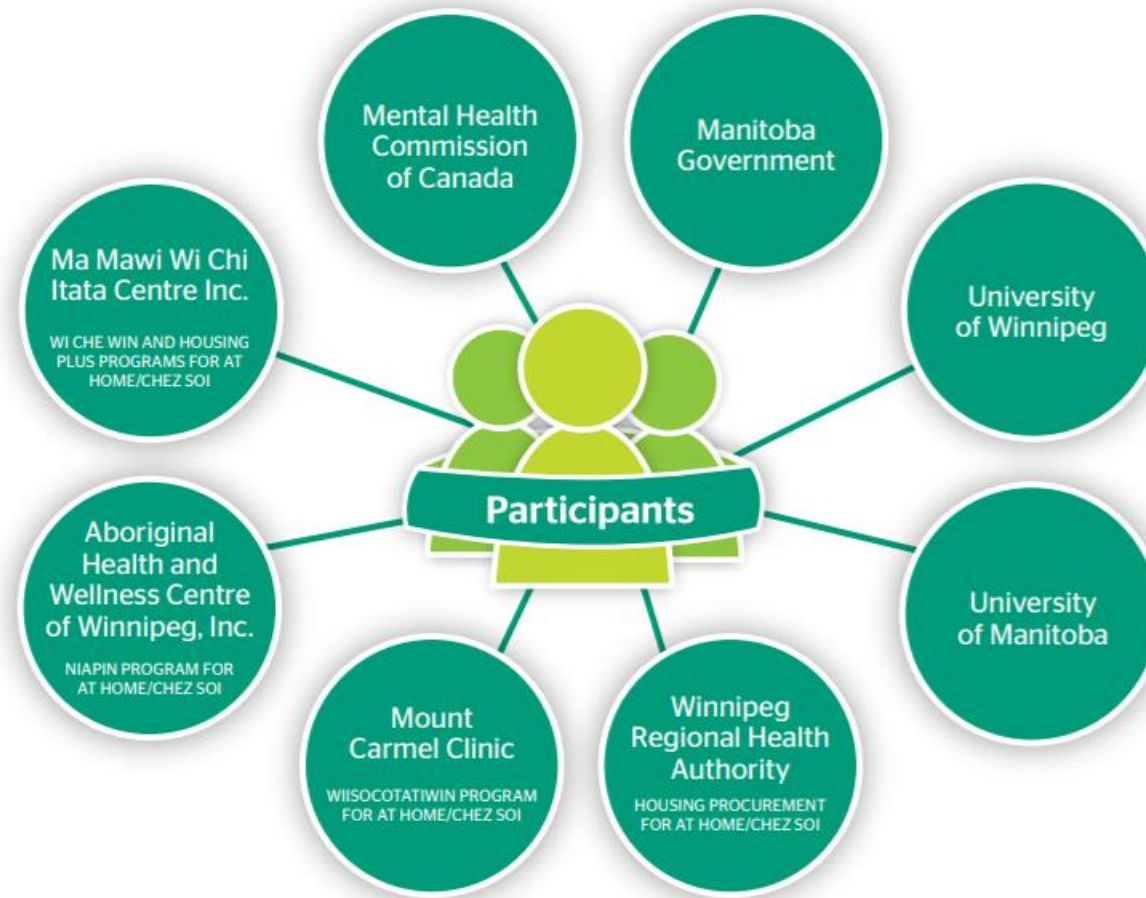 Mental Health
Commission
of Canada
Manitoba
Government
Ma Mawi Wi Chi
Itata Centre Inc.
WI CHE WIN AND HOUSING
PLUS PROGRAMS FOR AT
HOME/CHEZ SOI
University
of Winnipeg
Participants
Aboriginal
Health and
Wellness Centre
of Winnipeg, Inc.
NIAPIN PROGRAM FOR
AT HOME/CHEZ SOI
University
of Manitoba
Mount
Carmel Clinic
WIISOCOTATIWIN PROGRAM
FOR AT HOME/CHEZ SOI
Winnipeg
Regional Health
Authority
HOUSING PROCUREMENT
FOR AT HOME/CHEZ SOI